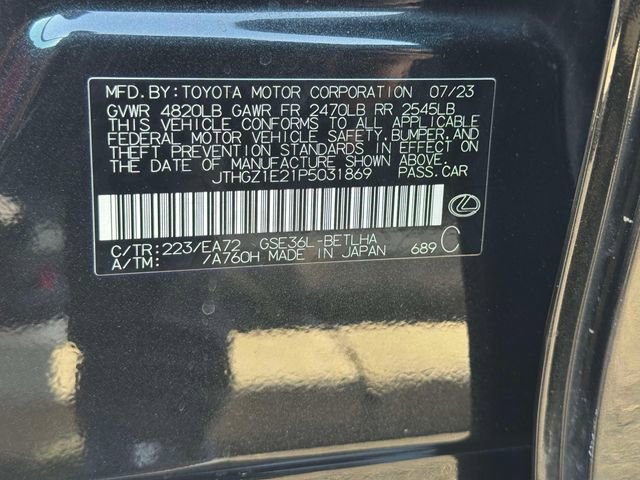 MFD. BY: TOYOTA MOTOR CORPORATION 07/23
GVWR 4820LB GAWR FR 2470LB RR 2545LB
THIS VEHICLE CONFORMS TO ALL APPLICABLE
FEDERAL MOTOR VEHICLE SAFETY, BUMPER, AND
THEFT PREVENTION STANDARDS IN EFFECT ON
THE DATE OF MANUFACTURE SHOWN ABOVE.
JTHGZ1E21P5031869 PASS. CAR
C/TR: 223/EA72 GSE36L-BETLHA
A/TM: /A760H MADE IN JAPAN 689 C